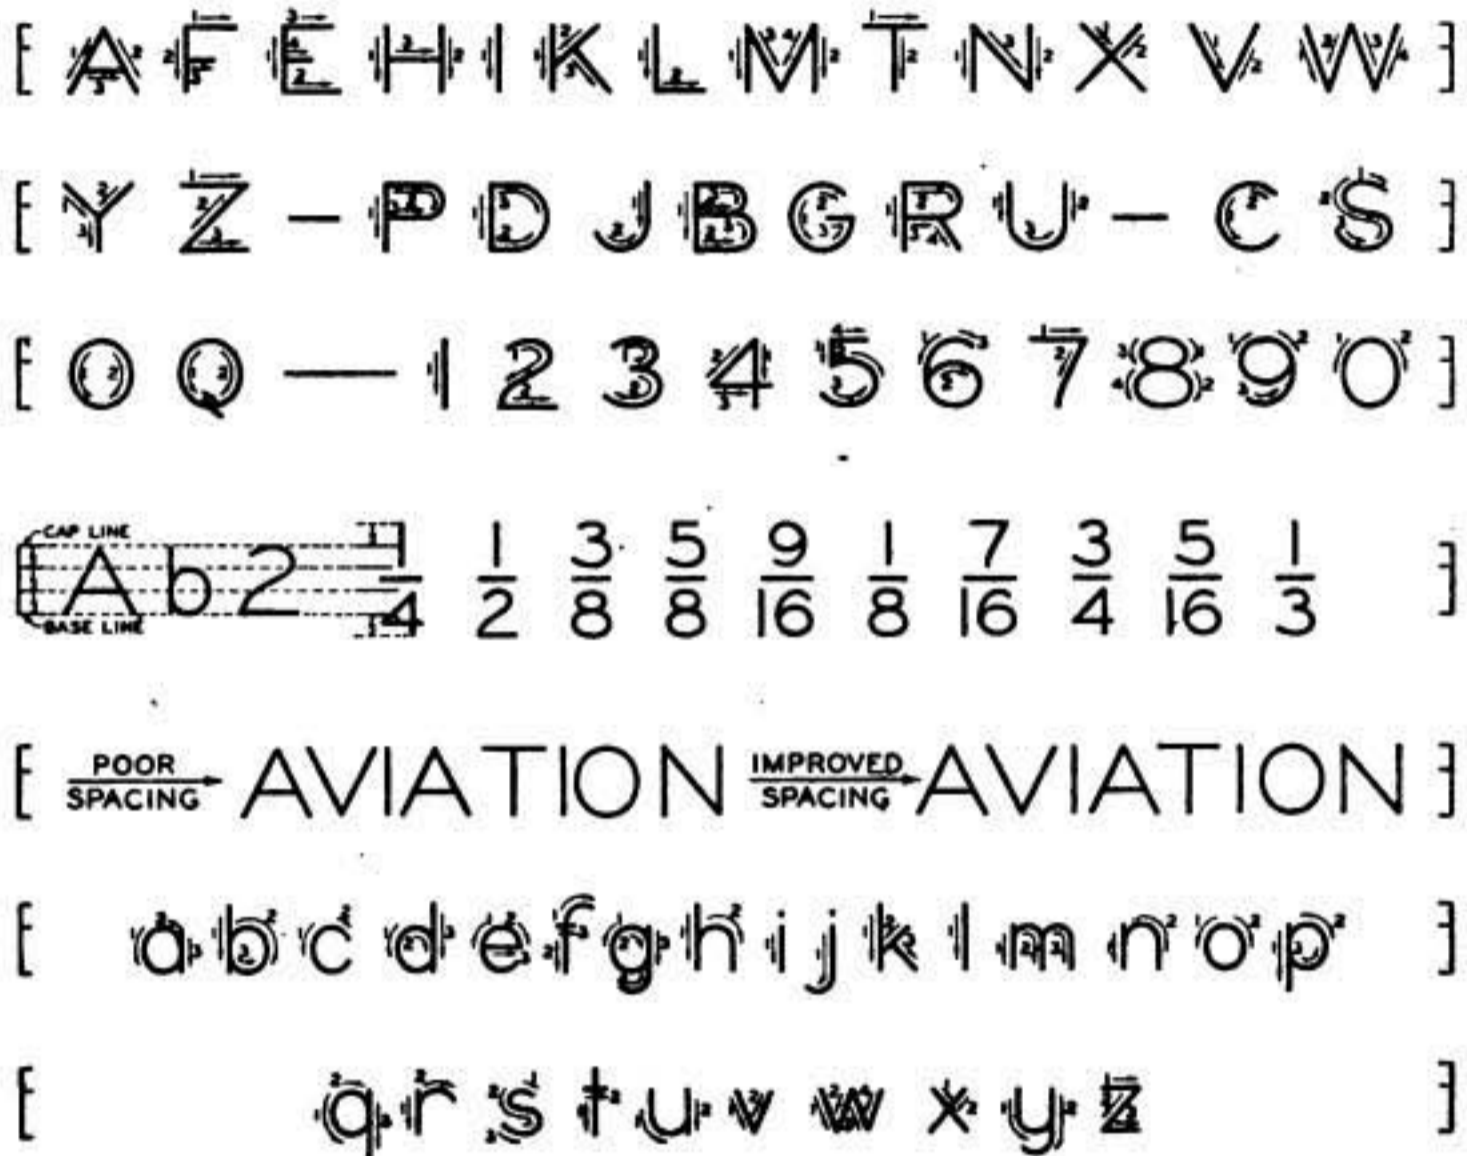 A F E H I K L M T N X V W
Y Z — P D J B G R U — C S
O Q — 1 2 3 4 5 6 7 8 9 0
CAP LINE
Ab2 1/4 1/2 3/8 5/8 9/16 1/8 7/16 3/4 5/16 1/3
BASE LINE
POOR SPACING AVIATION IMPROVED SPACING AVIATION
a b c d e f g h i j k l m n o p
q r s t u v w x y z